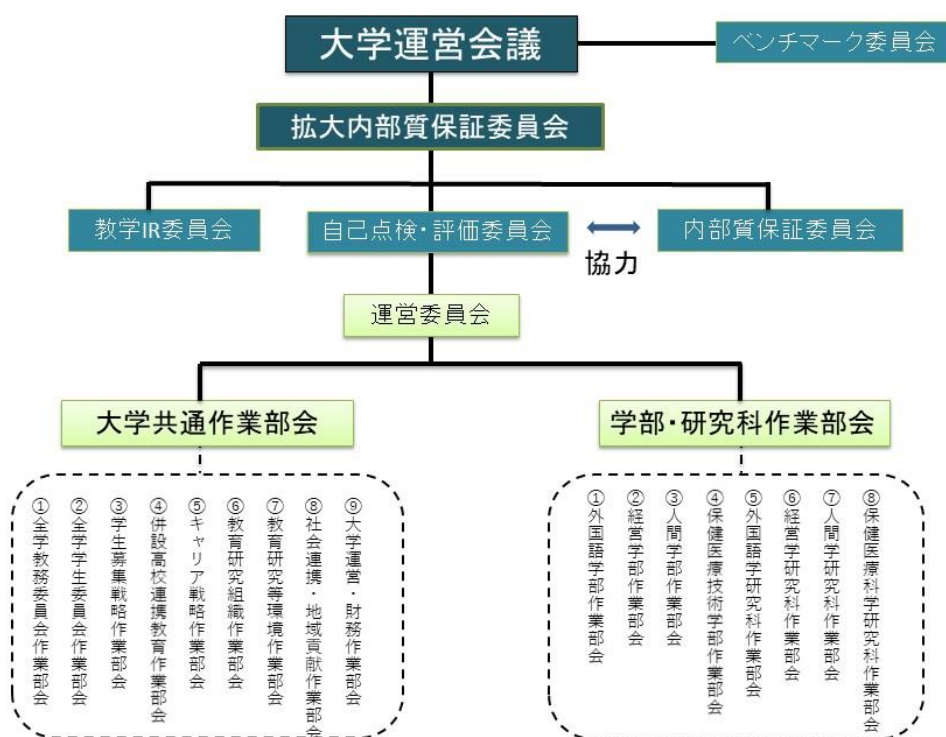 大学運営会議
ベンチマーク委員会
拡大内部質保証委員会
教学IR委員会
自己点検・評価委員会
内部質保証委員会
協力
運営委員会
大学共通作業部会
学部・研究科作業部会
①全学教務委員会作業部会
②全学学生委員会作業部会
③学生募集戦略作業部会
④併設高校連携教育作業部会
⑤キャリア戦略作業部会
⑥教育研究組織作業部会
⑦教育研究等環境作業部会
⑧社会連携・地域貢献作業部会
⑨大学運営・財務作業部会
①外国語学部作業部会
②経営学部作業部会
③人間学部作業部会
④保健医療技術学部作業部会
⑤外国語学研究科作業部会
⑥経営学研究科作業部会
⑦人間学研究科作業部会
⑧保健医療科学研究科作業部会